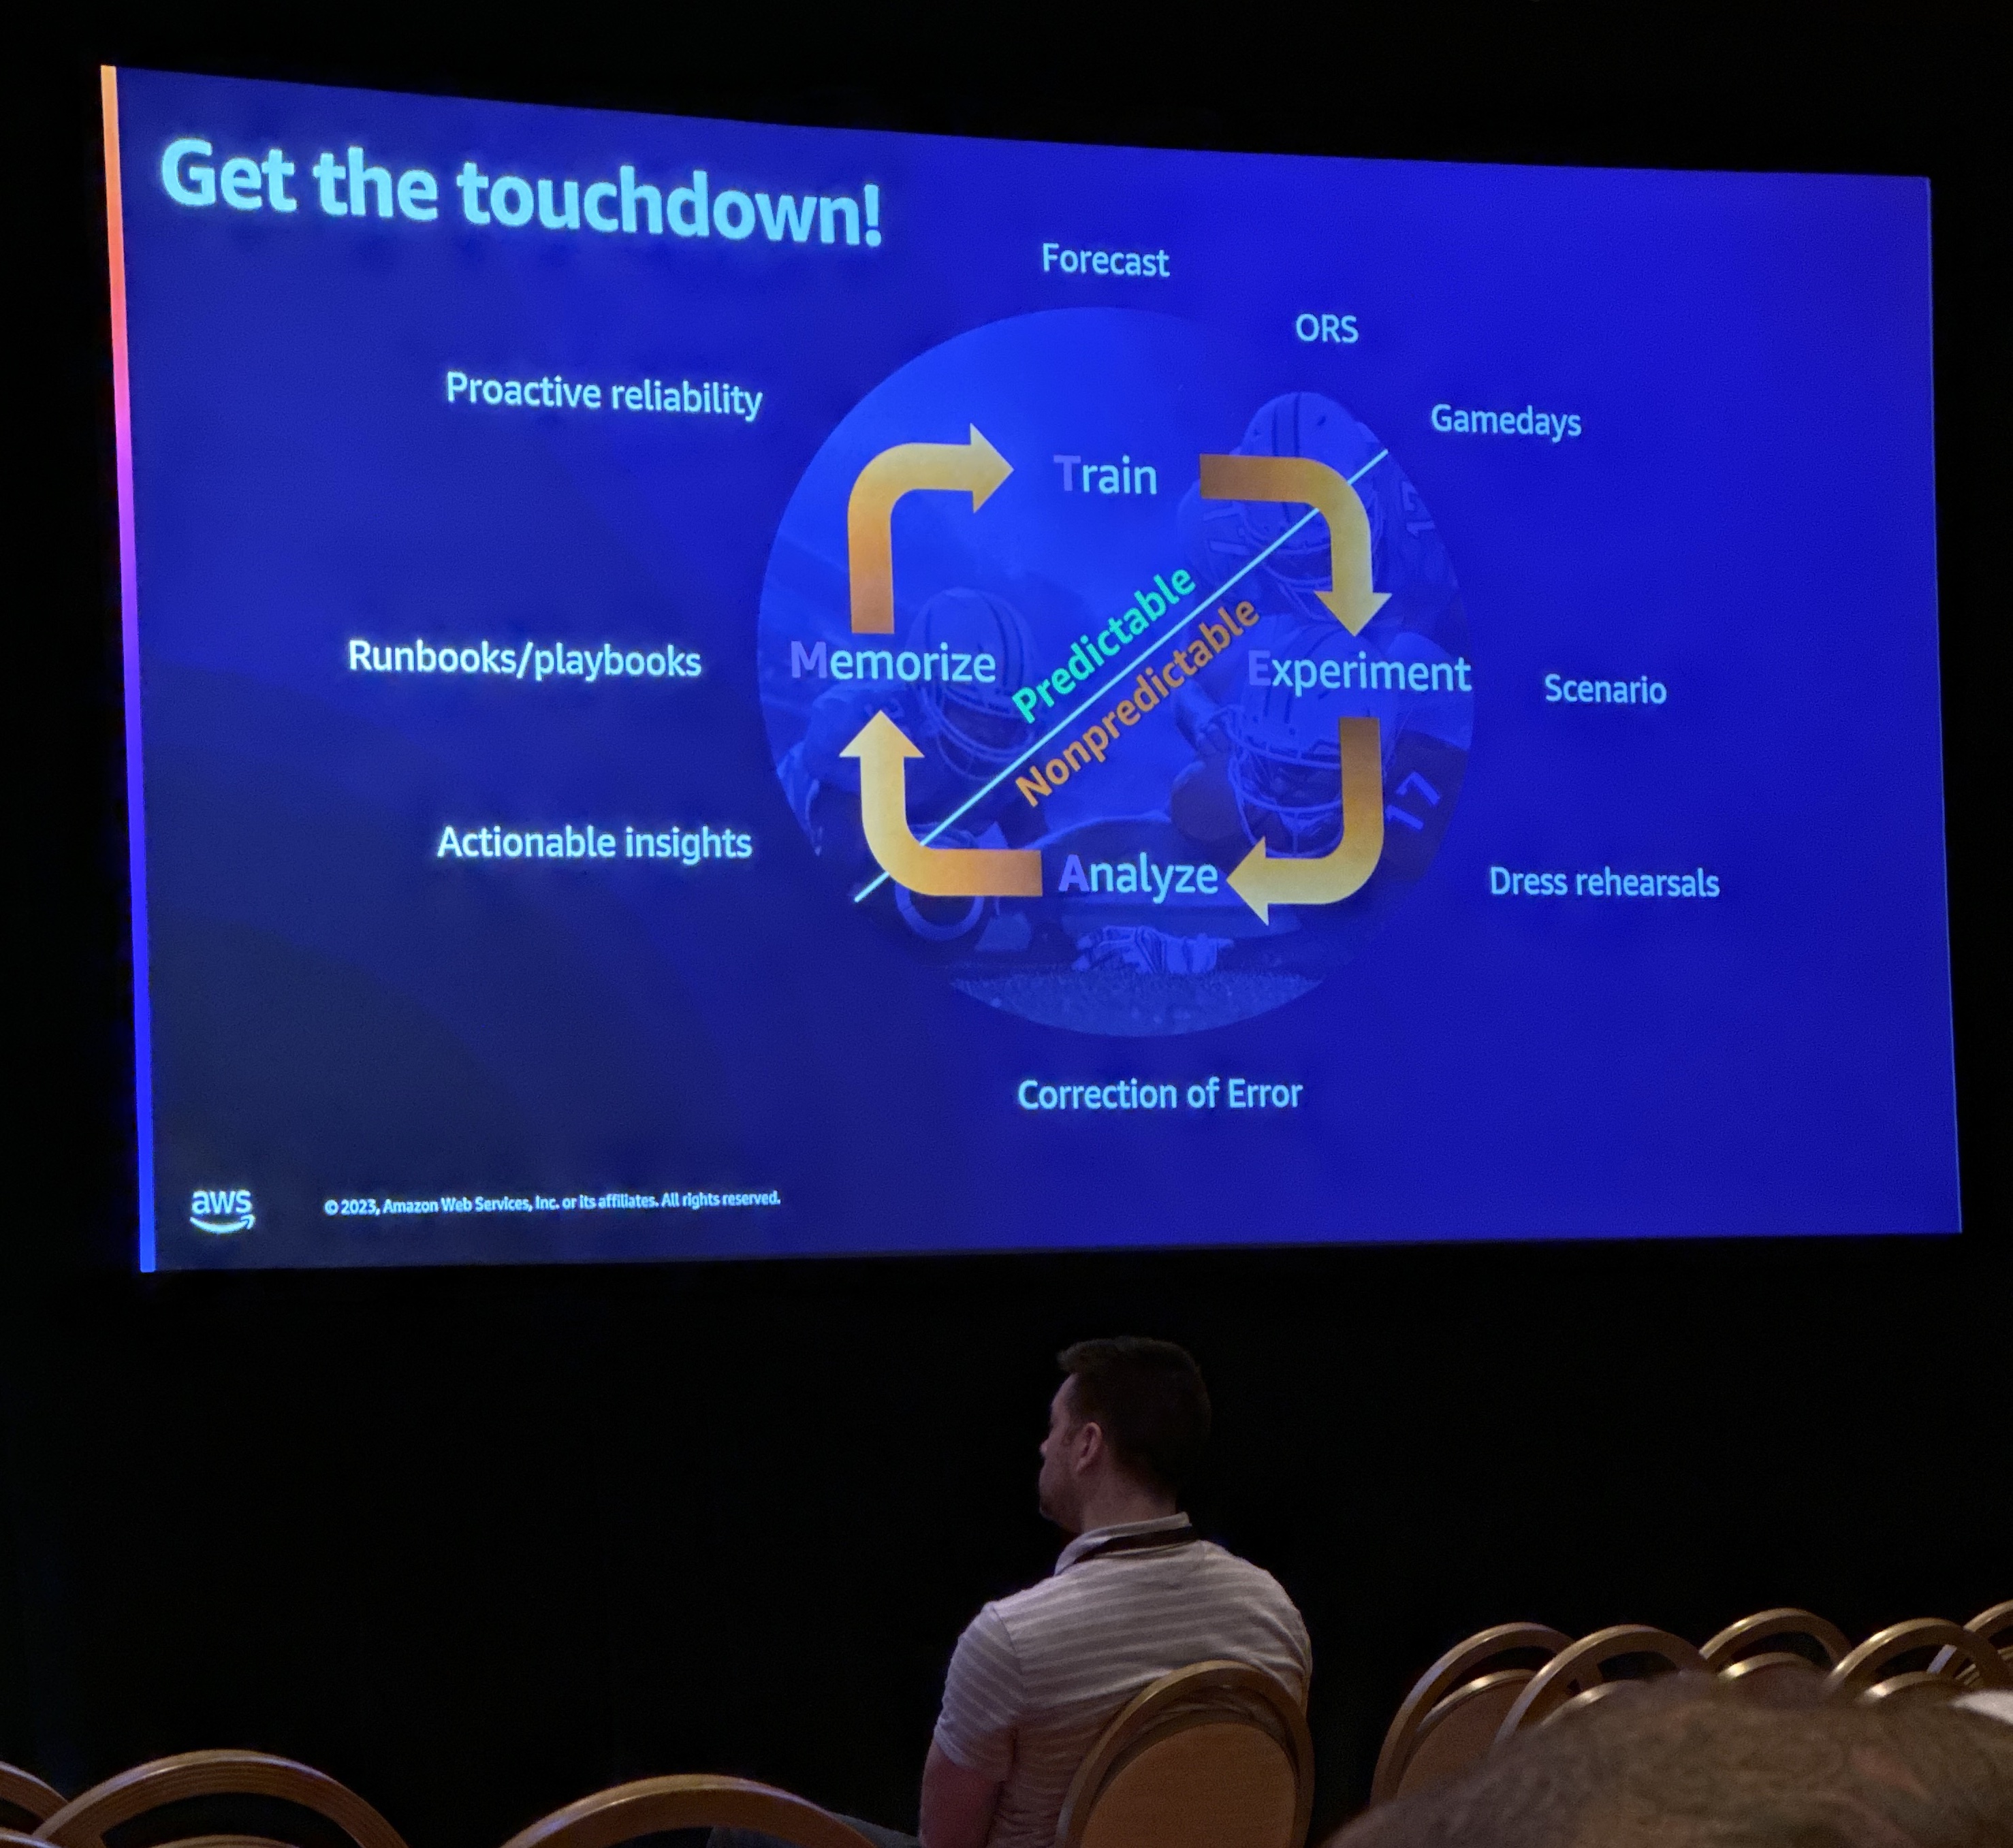 Get the touchdown!
Forecast
ORS
Proactive reliability
Gamedays
Train
Predictable
Nonpredictable
Runbooks/playbooks
Memorize
Experiment
Scenario
17
Actionable insights
Analyze
Dress rehearsals
Correction of Error
aws
© 2023, Amazon Web Services, Inc. or its affiliates. All rights reserved.